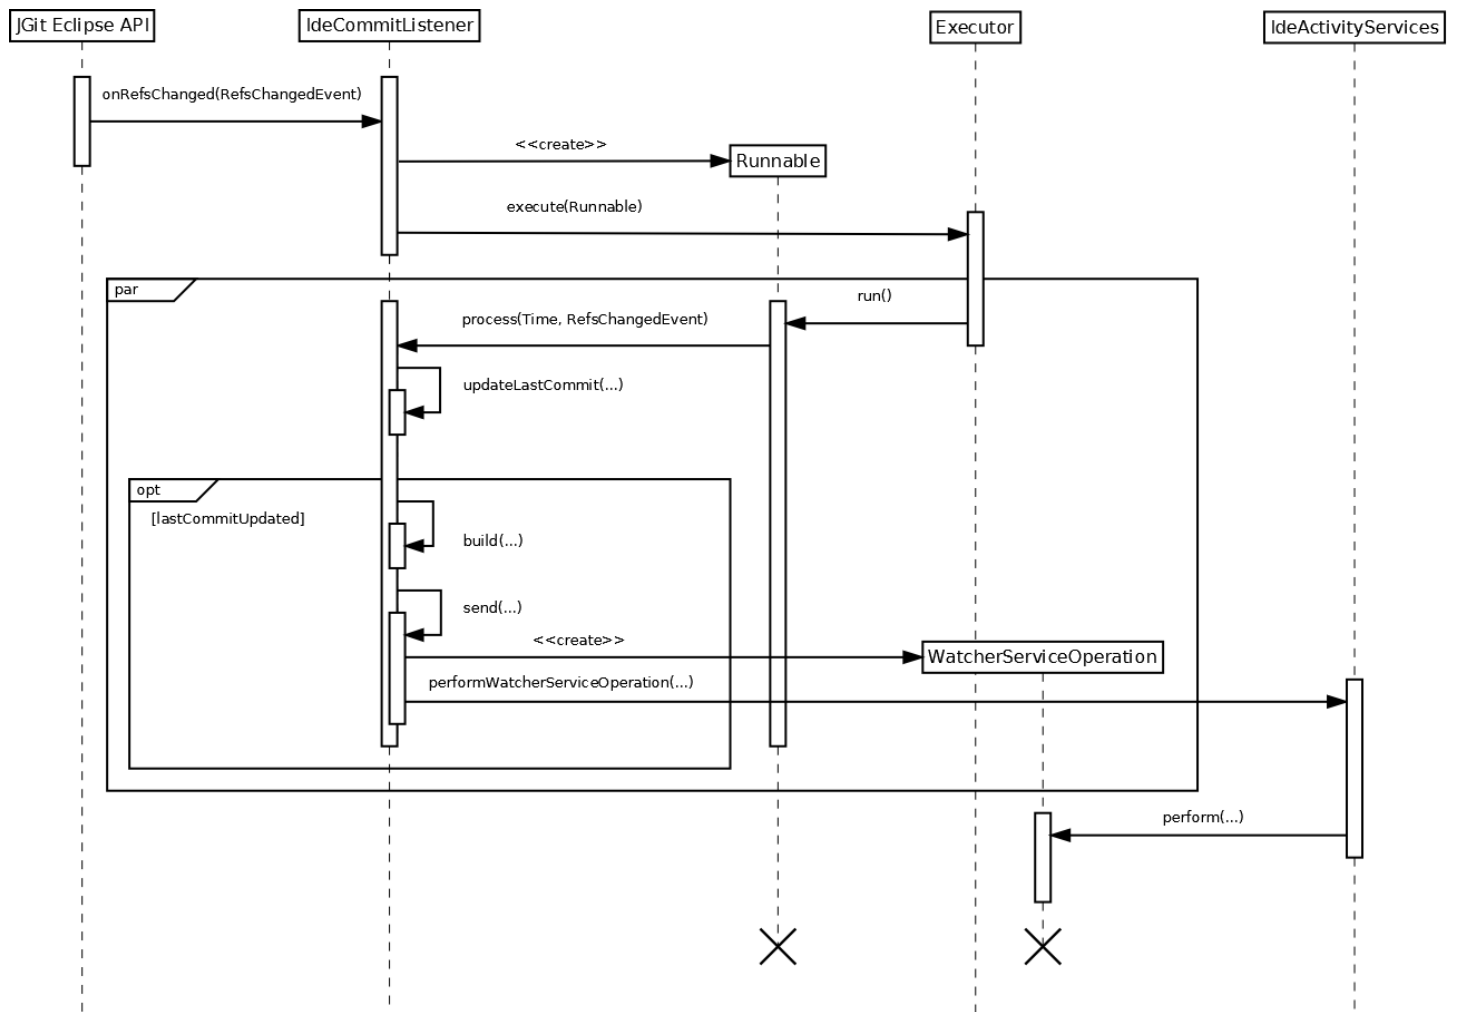 JGit Eclipse API
IdeCommitListener
Executor
IdeActivityServices
onRefsChanged(RefsChangedEvent)
<<create>>
Runnable
execute(Runnable)
par
run()
process(Time, RefsChangedEvent)
updateLastCommit(...)
opt
[lastCommitUpdated]
build(...)
send(...)
<<create>>
WatcherServiceOperation
performWatcherServiceOperation(...)
perform(...)